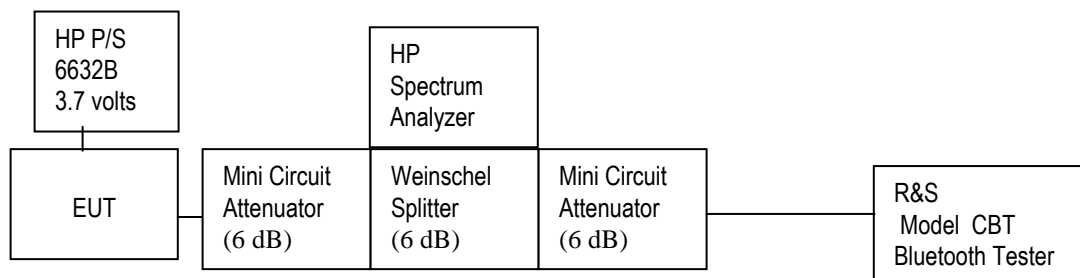 HP P/S
6632B
3.7 volts
HP
Spectrum
Analyzer
EUT
Mini Circuit
Attenuator
(6 dB)
Weinschel
Splitter
(6 dB)
Mini Circuit
Attenuator
(6 dB)
R&S
Model CBT
Bluetooth Tester